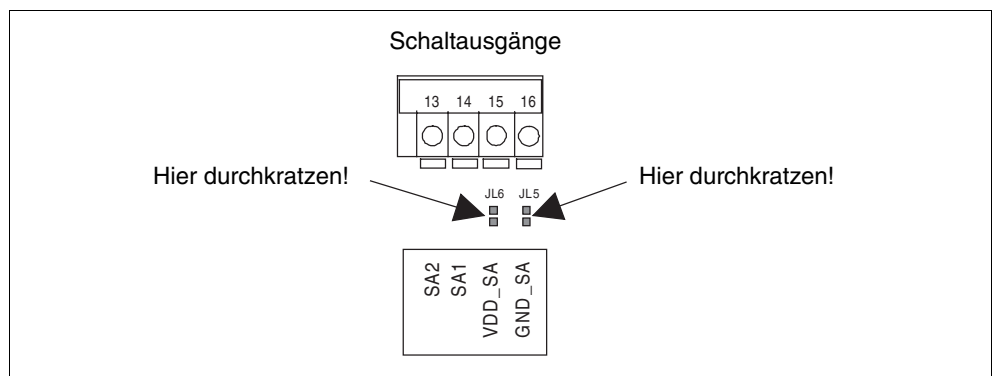 Schaltausgänge
13 14 15 16
Hier durchkratzen!
Hier durchkratzen!
JL6 JL5
SA2
SA1
VDD_SA
GND_SA